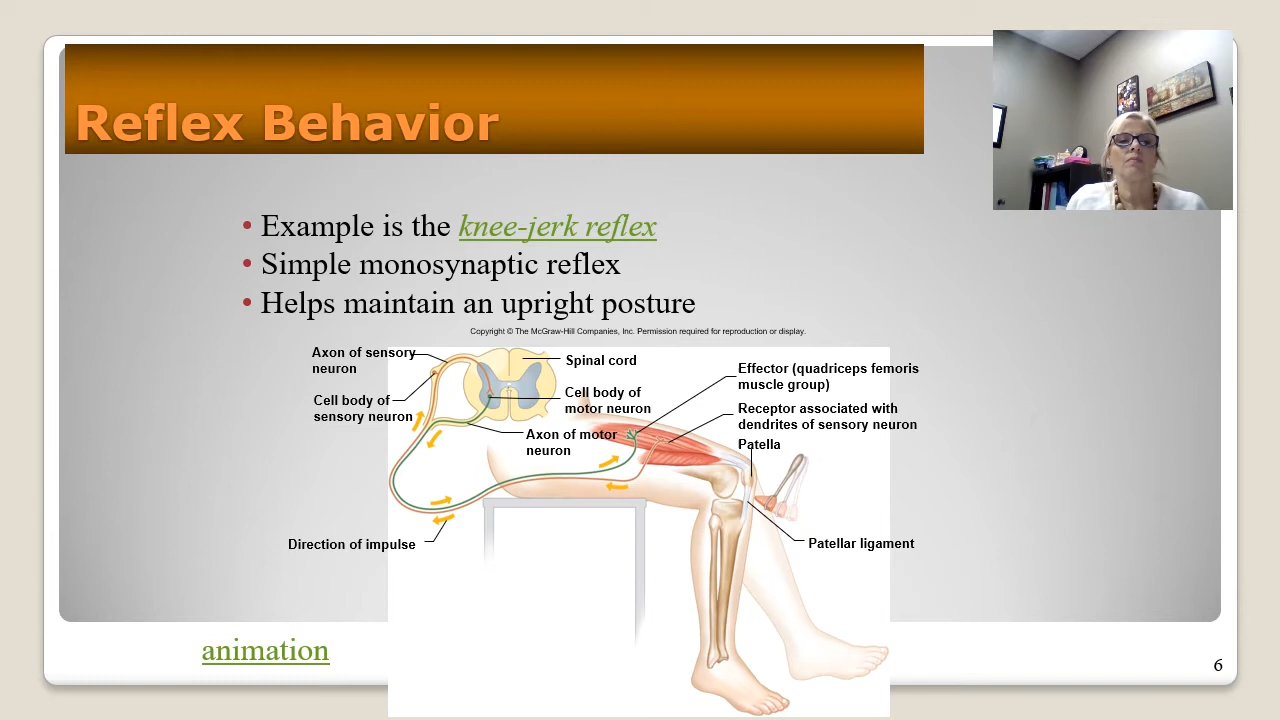 Reflex Behavior
• Example is the knee-jerk reflex
• Simple monosynaptic reflex
• Helps maintain an upright posture
Copyright © The McGraw-Hill Companies, Inc. Permission required for reproduction or display.
Axon of sensory
neuron
Cell body of
sensory neuron
Spinal cord
Cell body of
motor neuron
Axon of motor
neuron
Effector (quadriceps femoris
muscle group)
Receptor associated with
dendrites of sensory neuron
Patella
Direction of impulse
Patellar ligament
animation
6